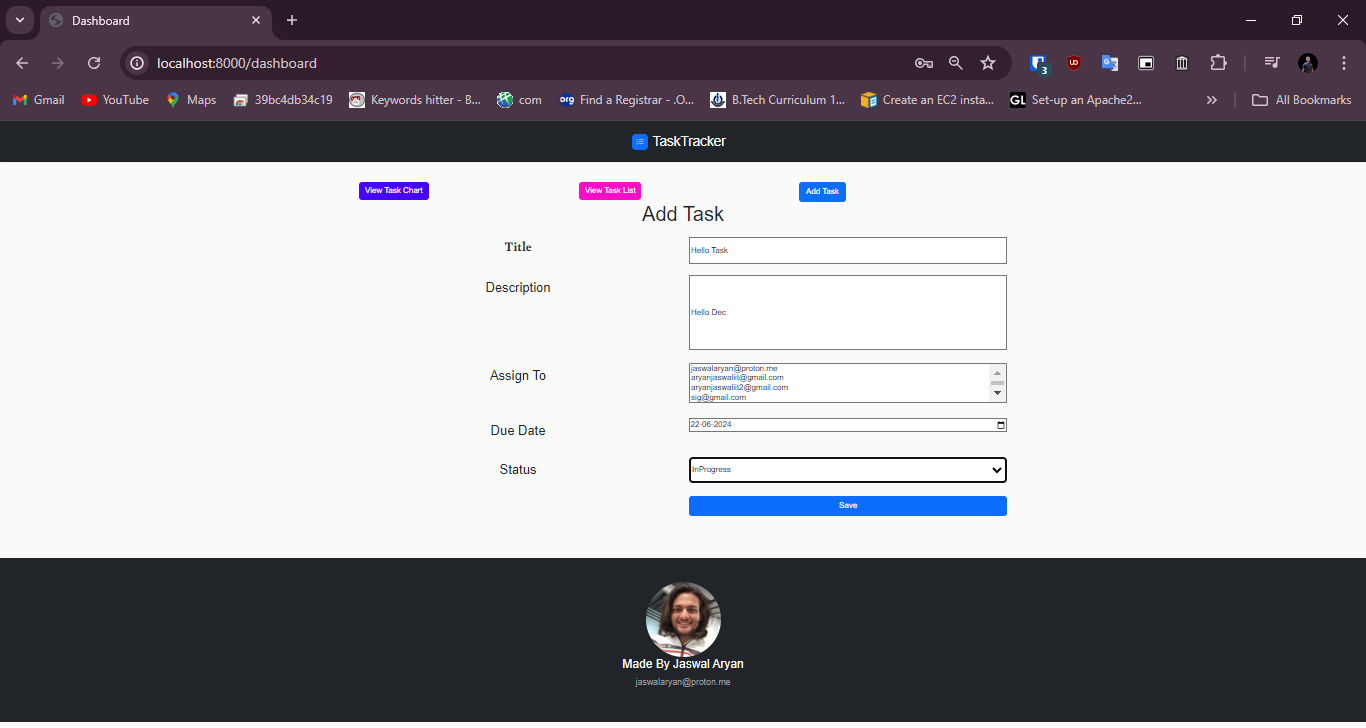 Dashboard
localhost:8000/dashboard
3
Gmail
YouTube
Maps
39bc4db34c19
Keywords hitter - B...
com
org Find a Registrar - .O...
B.Tech Curriculum 1...
Create an EC2 insta...
GL Set-up an Apache2...
All Bookmarks
TaskTracker
View Task Chart
View Task List
Add Task
Add Task
Title
Hello Task
Description
Hello Dec
Assign To
jaswalaryan@proton.me
aryanjaswaliit@gmail.com
aryanjaswaliit2@gmail.com
sig@gmail.com
Due Date
22-06-2024
Status
InProgress
Save
Made By Jaswal Aryan
jaswalaryan@proton.me